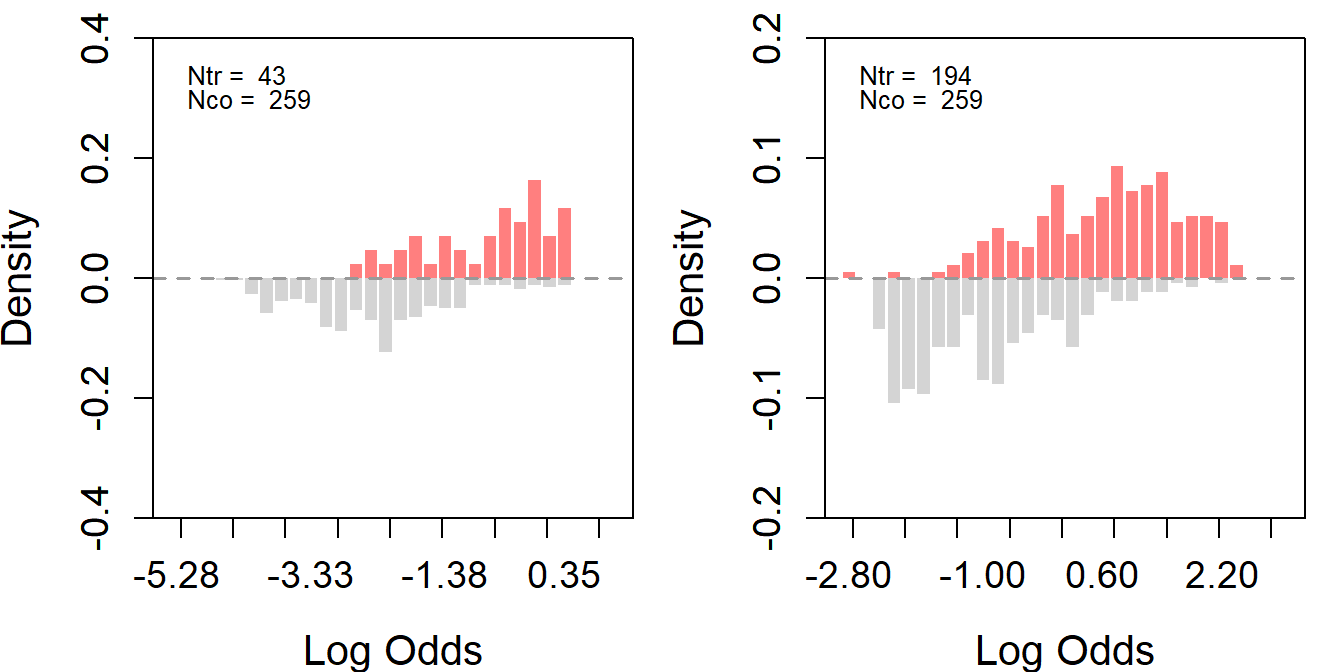 Density
0.4
0.2
0.0
-0.2
-0.4
Ntr = 43
Nco = 259
-5.28 -3.33 -1.38 0.35
Log Odds
Density
0.2
0.1
0.0
-0.1
-0.2
Ntr = 194
Nco = 259
-2.80 -1.00 0.60 2.20
Log Odds